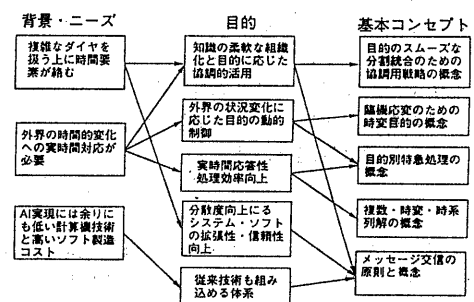 背景・ニーズ
複雑なダイヤを
扱う上に時間要
素が絡む
外界の時間的変化
への実時間対応が
必要
AI実現には余りに
も低い計算機技術
と高いソフト製造
コスト
目的
知識の柔軟な組織
化と目的に応じた
協調的活用
外界の状況変化に
応じた目的の動的
制御
実時間応答性
処理効率向上
分散度向上にる
システム・ソフト
の拡張性・信頼性
向上
従来技術も組み
込める体系
基本コンセプト
目的のスムーズな
分割統合のための
協調用戦略の概念
臨機応変のための
時変目的の概念
目的別特急処理の
概念
複数・時変・時系
列解の概念
メッセージ交信の
原則と概念